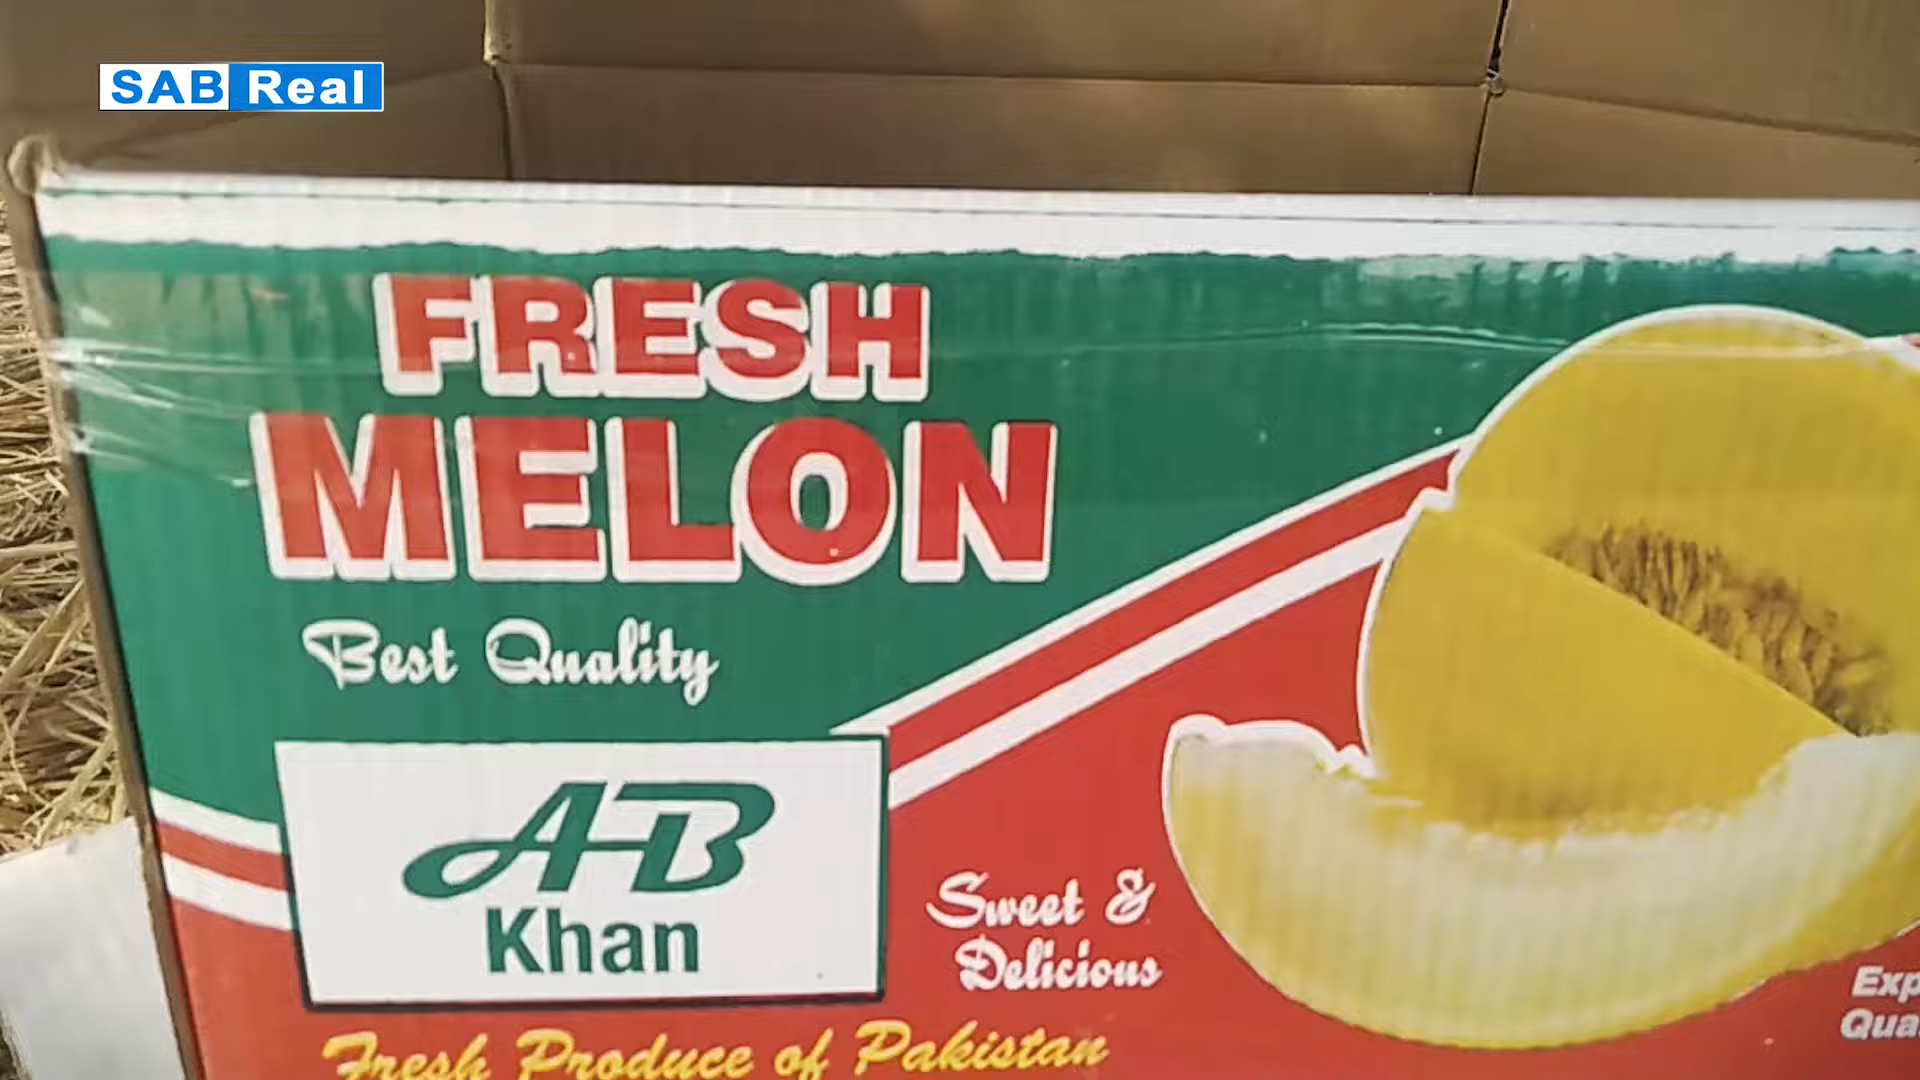 SAB Real
FRESH
MELON
Best Quality
AB
Khan
Sweet &
Delicious
Fresh Produce of Pakistan